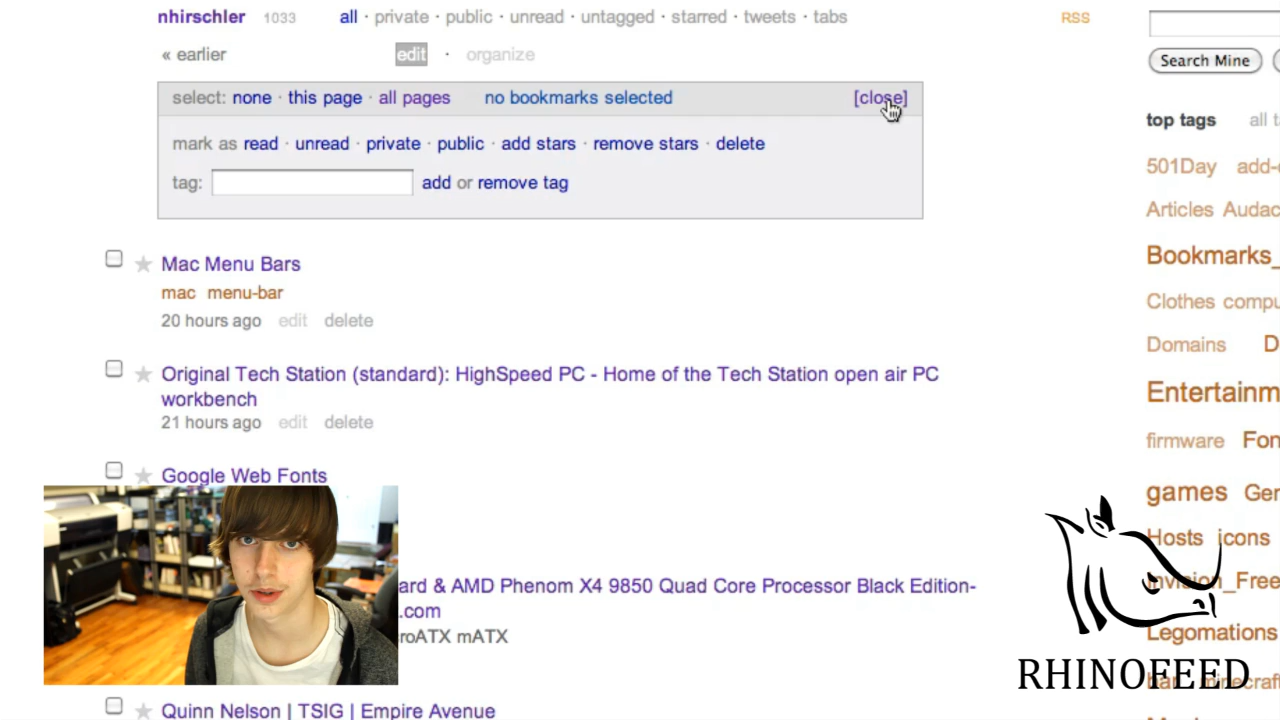 nhirschler 1033 all · private · public · unread · untagged · starred · tweets · tabs RSS
« earlier edit · organize
Search Mine
select: none · this page · all pages no bookmarks selected [close]
mark as read · unread · private · public · add stars · remove stars · delete
tag: add or remove tag
Mac Menu Bars
mac menu-bar
20 hours ago edit delete
Original Tech Station (standard): HighSpeed PC - Home of the Tech Station open air PC
workbench
21 hours ago edit delete
Google Web Fonts
ard & AMD Phenom X4 9850 Quad Core Processor Black Edition-
.com
roATX mATX
Quinn Nelson | TSIG | Empire Avenue
top tags all
501Day add-
Articles Audac
Bookmarks_
Clothes compu
Domains D
Entertainm
firmware Fon
games Ger
Hosts icons
Invision_Free
Legomations
minecraf
RHINOFEED